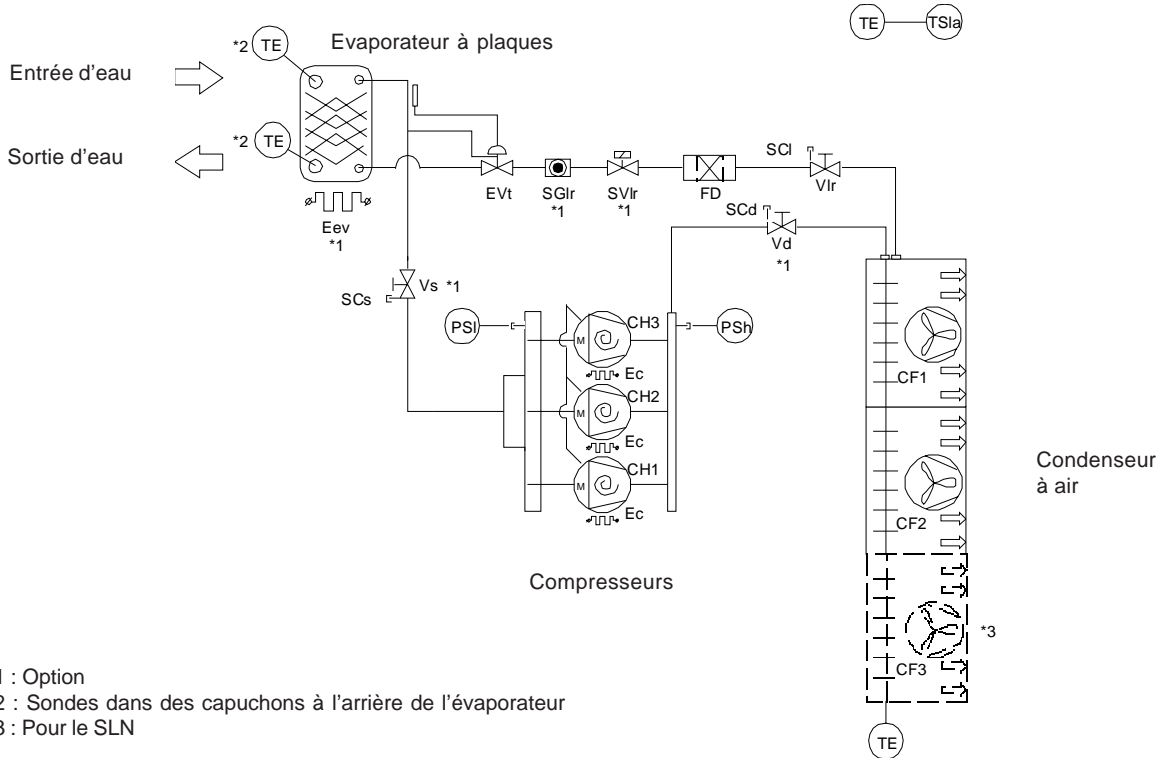 TE TSIa
*2 TE Evaporateur à plaques
Entrée d'eau
*2 TE
Sortie d'eau
SCl
EVt SGlr SVlr FD Vlr
*1 *1
Eev
*1
SCd
Vd
*1
Vs *1
SCs
PSl PSh
CH3
M
Ec
CH2
M
Ec
CH1
M
Ec
CF1
CF2
Condenseur
à air
Compresseurs
*3
CF3
1 : Option
2 : Sondes dans des capuchons à l'arrière de l'évaporateur
3 : Pour le SLN
TE